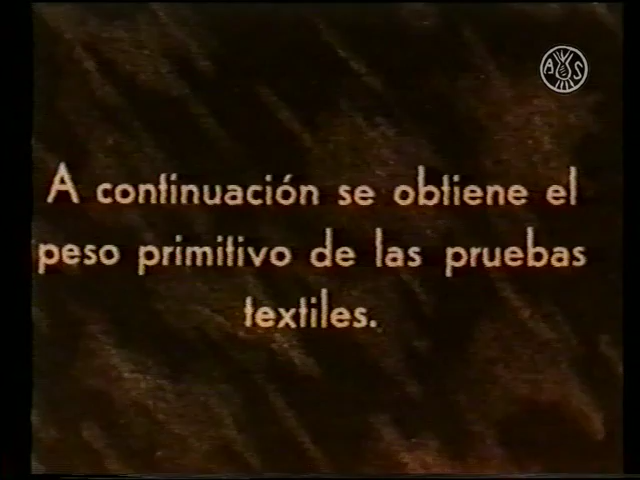 A S
A continuación se obtiene el
peso primitivo de las pruebas
textiles.